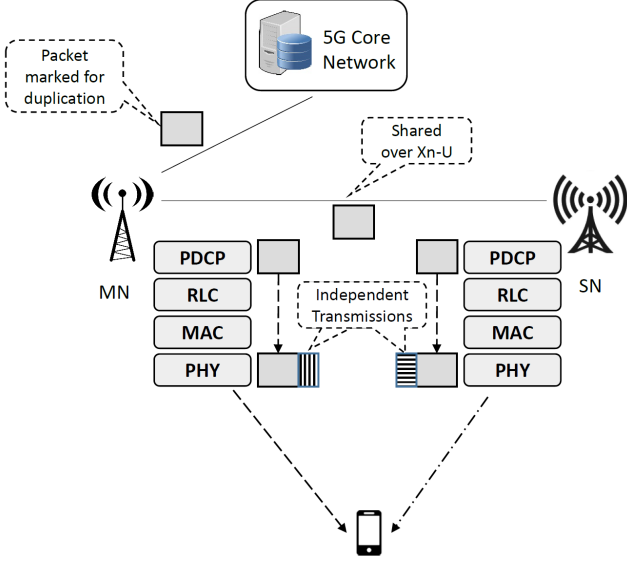 5G Core
Network
Packet
marked for
duplication
Shared
over Xn-U
MN
SN
PDCP
RLC
MAC
PHY
Independent
Transmissions
PDCP
RLC
MAC
PHY